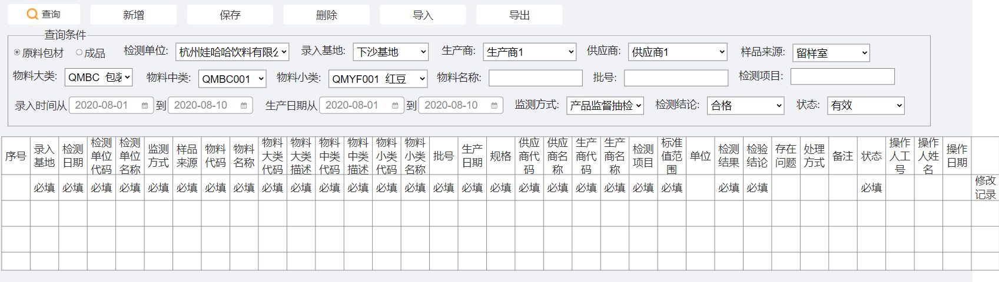 查询 新增 保存 删除 导入 导出
查询条件
原料包材 成品 检测单位: 杭州娃哈哈饮料有限公 录入基地: 下沙基地 生产商: 生产商1 供应商: 供应商1 样品来源: 留样室
物料大类: QMBC 包装 物料中类: QMBC001 物料小类: QMYF001 红豆 物料名称: 批号: 检测项目:
录入时间从 2020-08-01 到 2020-08-10 生产日期从 2020-08-01 到 2020-08-10 监测方式: 产品监督抽检 检测结论: 合格 状态: 有效
序号 录入基地 检测日期 检测单位代码 检测单位名称 监测方式 样品来源 物料代码 物料名称 物料大类代码 物料大类描述 物料中类代码 物料中类描述 物料小类代码 物料小类名称 批号 生产日期 规格 供应商代码 供应商名称 生产商代码 生产商名称 检测项目 标准值范围 单位 检测结果 检验结论 存在问题 处理方式 备注 状态 操作人工号 操作人姓名 操作日期
必填 必填 必填 必填 必填 必填 必填 必填 必填 必填 必填 必填 必填 必填 必填 必填 必填 必填 必填 必填 必填 必填 必填 必填 必填 必填 修改记录